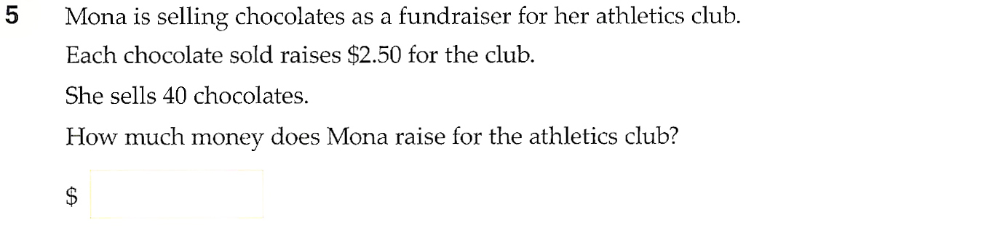 5 Mona is selling chocolates as a fundraiser for her athletics club.
Each chocolate sold raises $2.50 for the club.
She sells 40 chocolates.
How much money does Mona raise for the athletics club?
$